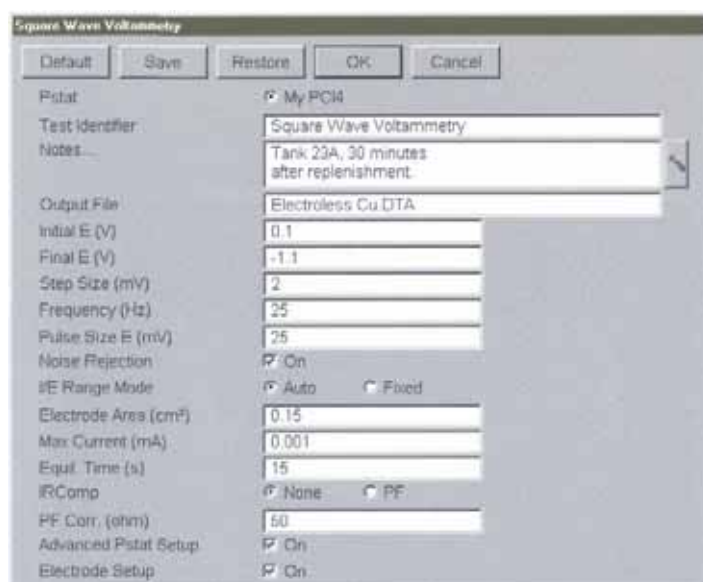 Square Wave Voltammetry
Default Save Restore OK Cancel
Pstat My PCI4
Test Identifier Square Wave Voltammetry
Notes... Tank 23A, 30 minutes
after replenishment.
Output File Electroless Cu.DTA
Initial E (V) 0.1
Final E (V) -1.1
Step Size (mV) 2
Frequency (Hz) 25
Pulse Size E (mV) 25
Noise Rejection On
I/E Range Mode Auto Fixed
Electrode Area (cm²) 0.15
Max Current (mA) 0.001
Equil. Time (s) 15
IRComp None PF
PF Corr. (ohm) 50
Advanced Pstat Setup On
Electrode Setup On